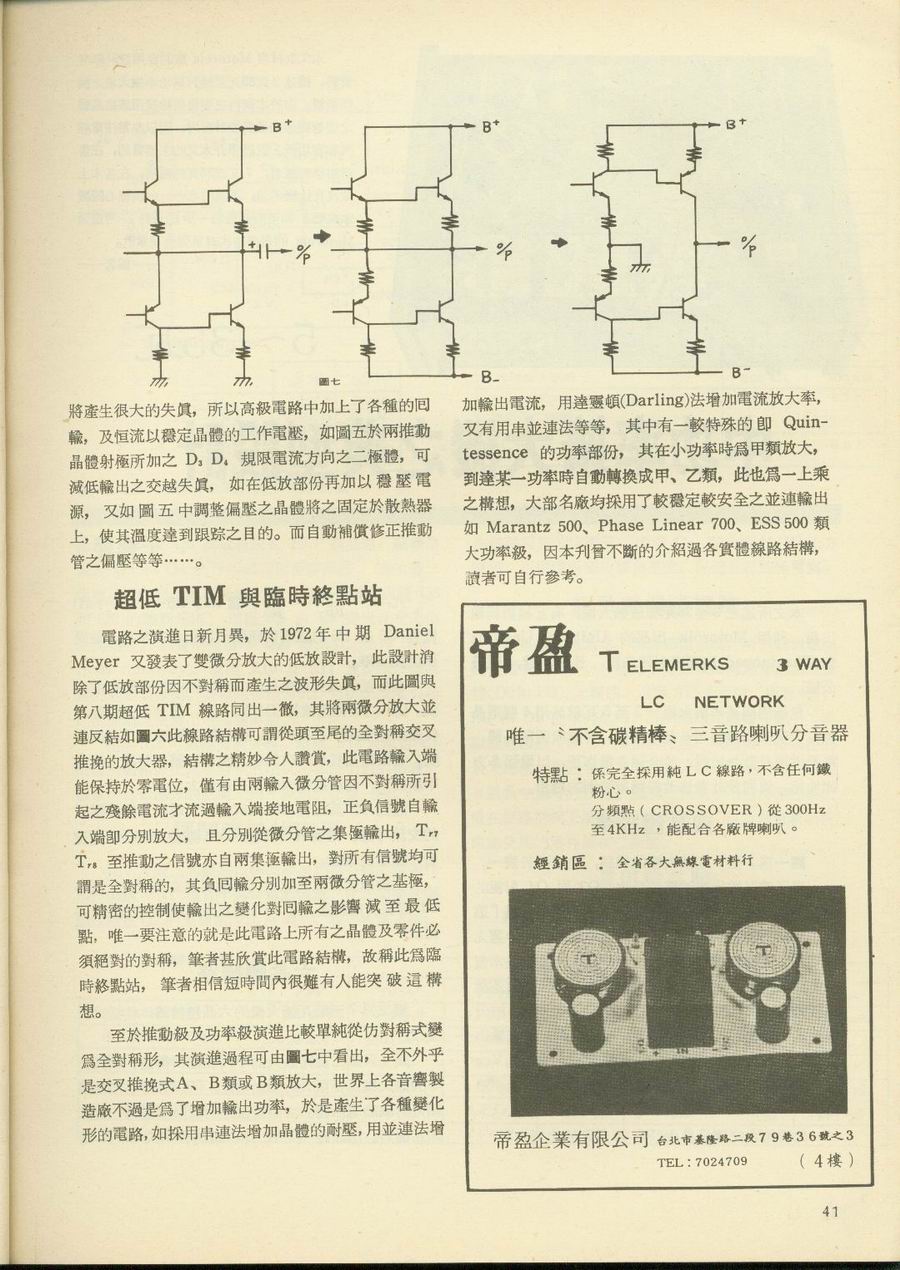 B+
B+
B+
+
O/P
O/P
O/P
圖七
B-
B-
將產生很大的失眞，所以高級電路中加上了各種的囘
輸，及恒流以穩定晶體的工作電壓，如圖五於兩推動
晶體射極所加之 D₃ D₄ 規限電流方向之二極體，可
減低輸出之交越失眞， 如在低放部份再加以 穩 壓 電
源， 又如 圖 五 中調整偏壓之晶體將之固定於散熱器
上，使其溫度達到跟踪之目的。而自動補償修正推動
管之偏壓等等……。
超低 TIM 與臨時終點站
電路之演進日新月異，於 1972 年 中 期 Daniel
Meyer 又發表了雙微分放大的低放設計， 此設計消
除了低放部份因不對稱而產生之波形失眞，而此圖與
第八期超低 TIM 線路同出一徹，其將兩微分放大並
連反結如圖六此線路結構可謂從頭至尾的全對稱交叉
推挽的放大器， 結構之精妙令人讚賞，此電路輸入端
能保持於零電位， 僅有由兩輸入微分管因不對稱所引
起之殘餘電流才流過輸入端接地電阻，正負信號自輸
入端卽分別放大， 且分別從微分管之集極輸出， Tr₇
Tr₈ 至推動之信號亦自兩集極輸出，對所有信號均可
謂是全對稱的，其負囘輸分別加至兩微分管之基極，
可精密的控制使輸出之變化對囘輸之影響 減 至 最 低
點，唯一要注意的就是此電路上所有之晶體及零件必
須絕對的對稱，筆者甚欣賞此電路結構，故稱此爲臨
時終點站， 筆者相信短時間內很難有人能突 破 這 構
想。
至於推動級及功率級演進比較單純從仿對稱式變
爲全對稱形，其演進過程可由圖七中看出，全不外乎
是交叉推挽式A、 B類或B類放大，世界上各音響製
造廠不過是爲了增加輸出功率，於是產生了各種變化
形的電路，如採用串連法增加晶體的耐壓，用並連法增
加輸出電流，用達靈頓(Darling)法增加電流放大率，
又有用串並連法等等， 其中有一較特殊的 卽 Quin-
tessence 的功率部份， 其在小功率時爲甲類放大，
到達某一功率時自動轉換成甲、乙類，此也爲一上乘
之構想，大部名廠均採用了較穩定較安全之並連輸出
如 Marantz 500、Phase Linear 700、ESS 500 類
大功率級，因本刋曾不斷的介紹過各實體線路結構，
讀者可自行參考。
帝盈 TELEMERKS 3 WAY
LC NETWORK
唯一〝不含碳精棒〟三音路喇叭分音器
特點： 係完全採用純 L C 線路，不含任何鐵
粉心。
分頻點 ( CROSSOVER ) 從 300Hz
至 4KHz ，能配合各廠牌喇叭。
經銷區： 全省各大無線電材料行
T
T
+ IN
帝盈企業有限公司 台北市基隆路二段79巷36號之3
TEL：7024709 （4樓）
41